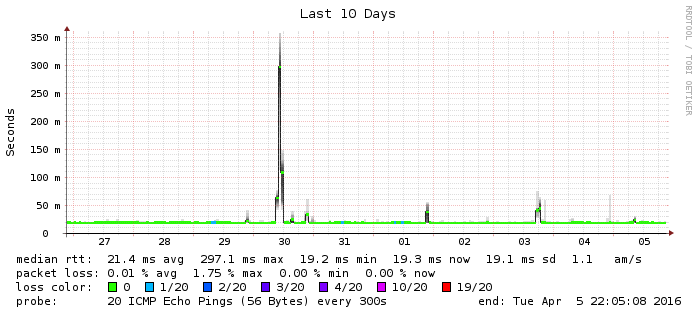 Last 10 Days
RRDTOOL / TOBI OETIKER
Seconds
350 m
300 m
250 m
200 m
150 m
100 m
50 m
0
27 28 29 30 31 01 02 03 04 05
median rtt: 21.4 ms avg 297.1 ms max 19.2 ms min 19.3 ms now 19.1 ms sd 1.1 am/s
packet loss: 0.01 % avg 1.75 % max 0.00 % min 0.00 % now
loss color: 0 1/20 2/20 3/20 4/20 10/20 19/20
probe: 20 ICMP Echo Pings (56 Bytes) every 300s end: Tue Apr 5 22:05:08 2016